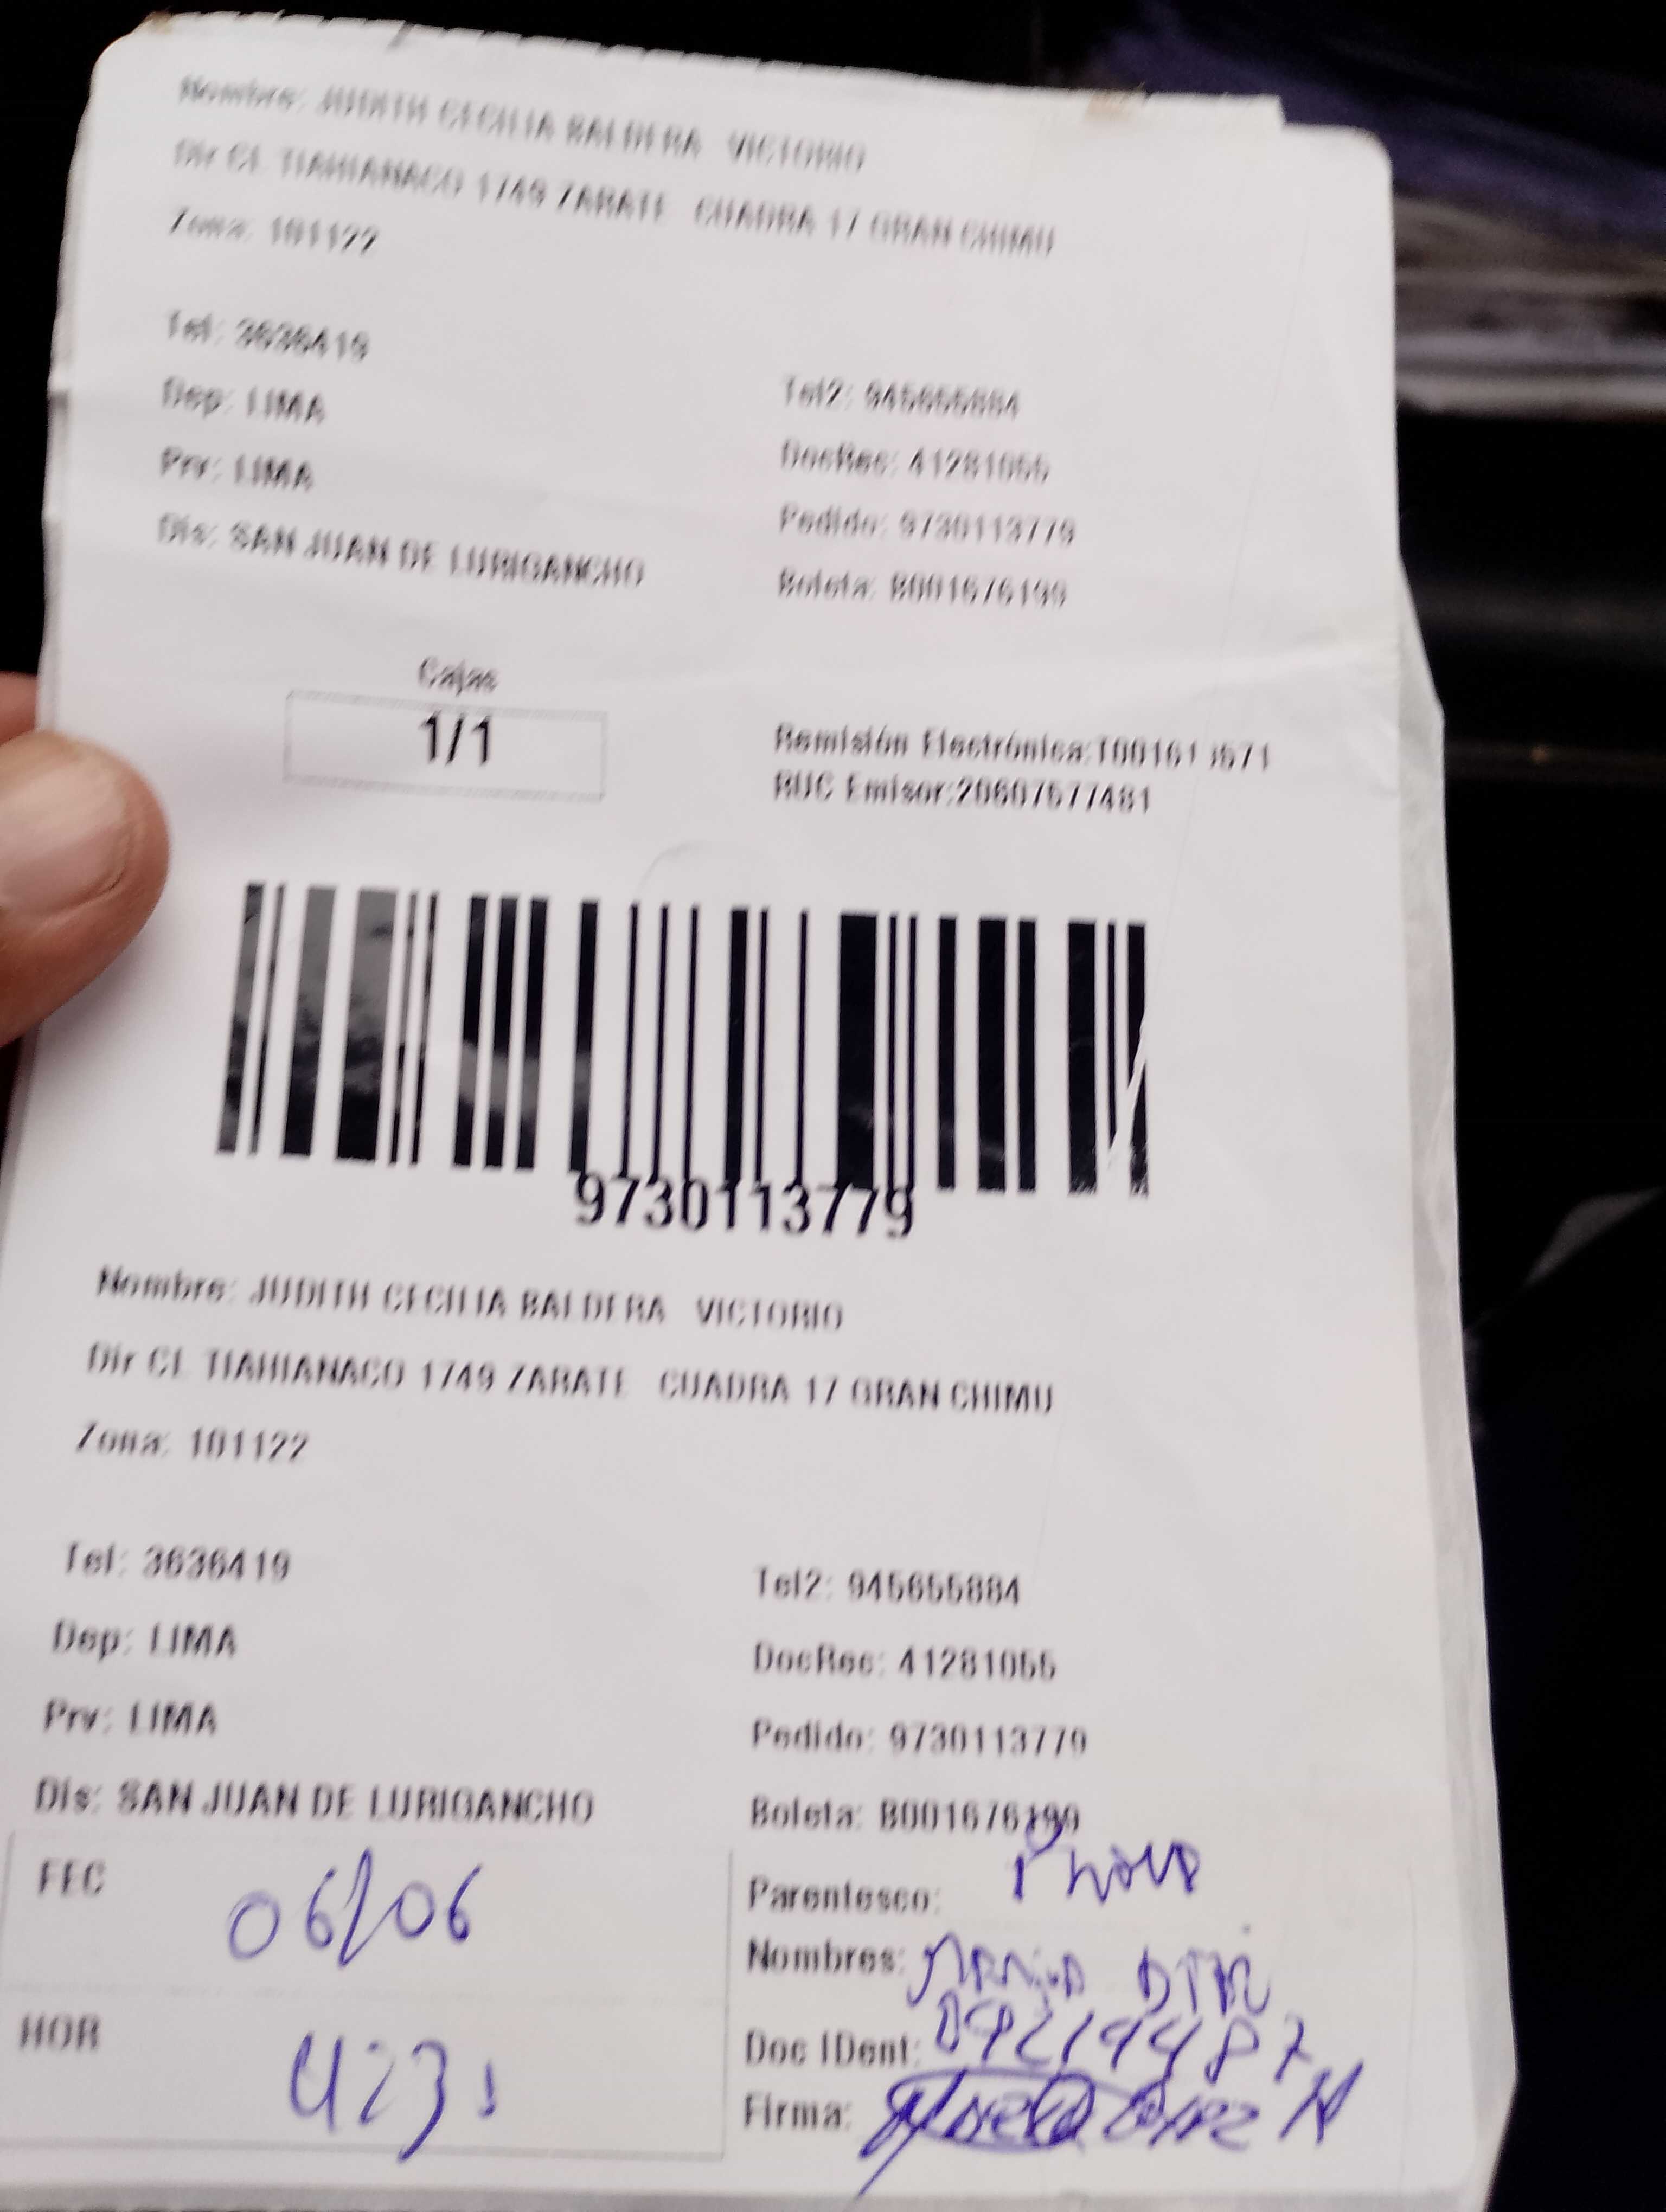 Nombre: JUDITH CECILIA BALDERA VICTORIO
Dir CL TIAHIANACO 1749 ZARATE CUADRA 17 GRAN CHIMU
Zona: 101122
Tel: 3636419
Tel2: 945655884
Dep: LIMA
DocRec: 41281055
Prv: LIMA
Pedido: 9730113779
Dis: SAN JUAN DE LURIGANCHO
Boleta: B001676199
Cajas
1/1
Remisión Electrónica:
RUC Emisor:20607577481
9730113779
Nombre: JUDITH CECILIA BALDERA VICTORIO
Dir CL TIAHIANACO 1749 ZARATE CUADRA 17 GRAN CHIMU
Zona: 101122
Tel: 3636419
Tel2: 945655884
Dep: LIMA
DocRec: 41281055
Prv: LIMA
Pedido: 9730113779
Dis: SAN JUAN DE LURIGANCHO
Boleta: B001676199
FEC 06/06
Parentesco:
Nombres:
HOR
Doc IDent:
Firma: